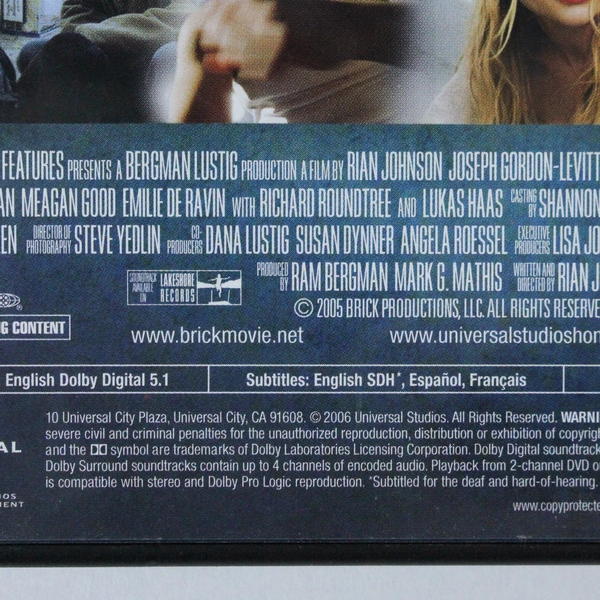 FEATURES PRESENTS A BERGMAN LUSTIG PRODUCTION A FILM BY RIAN JOHNSON JOSEPH GORDON-LEVITT
AN MEAGAN GOOD EMILIE DE RAVIN WITH RICHARD ROUNDTREE AND LUKAS HAAS CASTING BY SHANNON
EN DIRECTOR OF PHOTOGRAPHY STEVE YEDLIN CO-PRODUCERS DANA LUSTIG SUSAN DYNNER ANGELA ROESSEL EXECUTIVE PRODUCERS LISA JO
SOUNDTRACK AVAILABLE ON LAKESHORE RECORDS PRODUCED BY RAM BERGMAN MARK G. MATHIS WRITTEN AND DIRECTED BY RIAN J
© 2005 BRICK PRODUCTIONS, LLC. ALL RIGHTS RESERVE
G CONTENT
www.brickmovie.net www.universalstudioshom
English Dolby Digital 5.1 Subtitles: English SDH*, Español, Français
10 Universal City Plaza, Universal City, CA 91608. © 2006 Universal Studios. All Rights Reserved. WARNI
severe civil and criminal penalties for the unauthorized reproduction, distribution or exhibition of copyrigh
AL and the symbol are trademarks of Dolby Laboratories Licensing Corporation. Dolby Digital soundtrack
Dolby Surround soundtracks contain up to 4 channels of encoded audio. Playback from 2-channel DVD o
is compatible with stereo and Dolby Pro Logic reproduction. *Subtitled for the deaf and hard-of-hearing.
IOS
ENT
www.copyprotecte